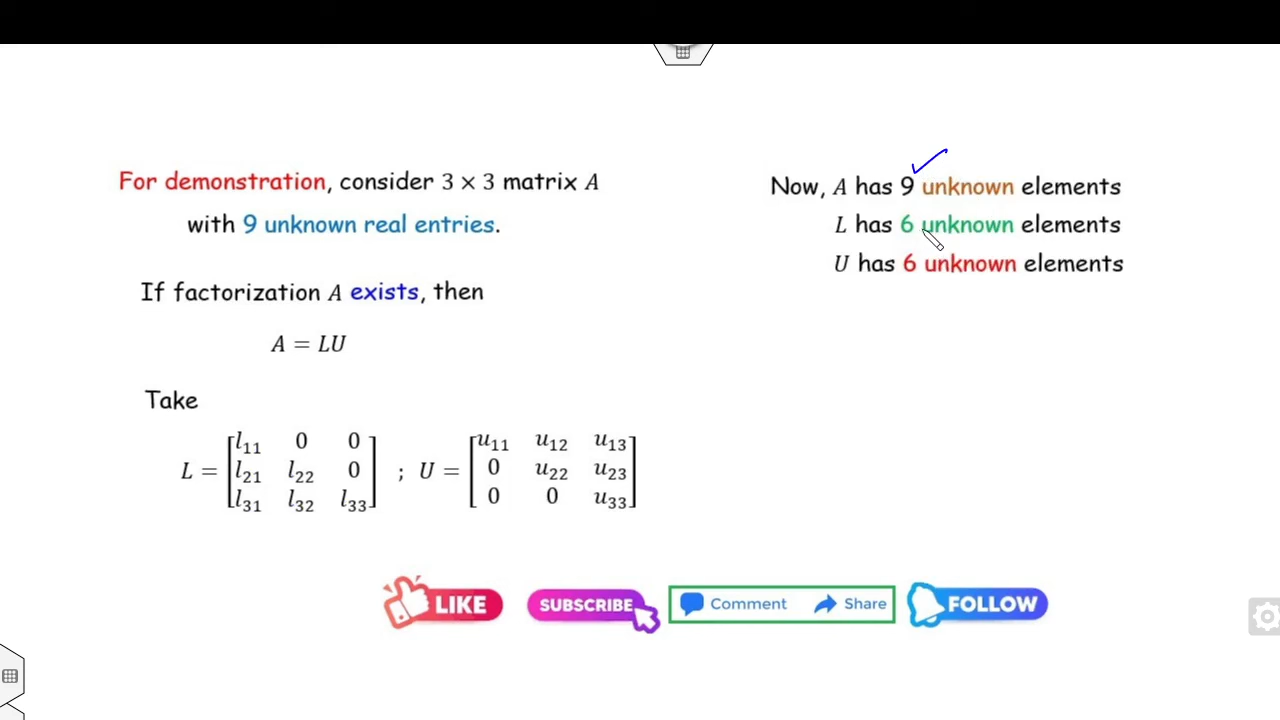 For demonstration, consider 3 × 3 matrix A
with 9 unknown real entries.
If factorization A exists, then
A = LU
Take
L = [l₁₁ 0 0; l₂₁ l₂₂ 0; l₃₁ l₃₂ l₃₃] ; U = [u₁₁ u₁₂ u₁₃; 0 u₂₂ u₂₃; 0 0 u₃₃]
Now, A has 9 unknown elements
L has 6 unknown elements
U has 6 unknown elements
LIKE SUBSCRIBE Comment Share FOLLOW